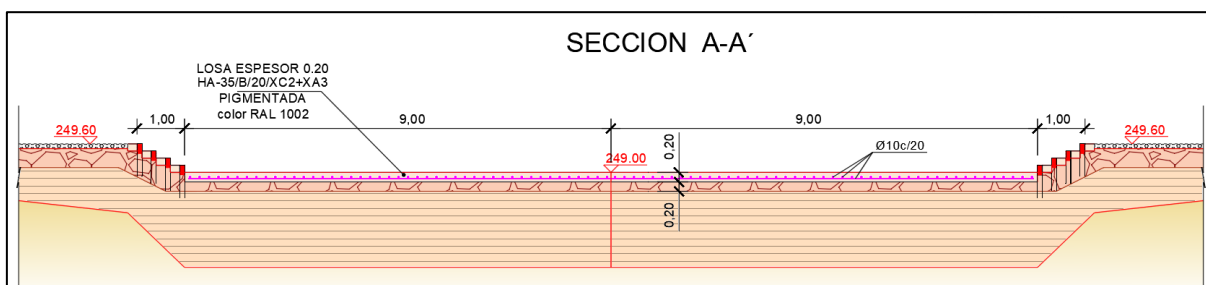 SECCION A-A´
LOSA ESPESOR 0.20
HA-35/B/20/XC2+XA3
PIGMENTADA
color RAL 1002
249.60
1,00
9,00
9,00
1,00
249.60
0,20
Ø10c/20
249.00
0,20